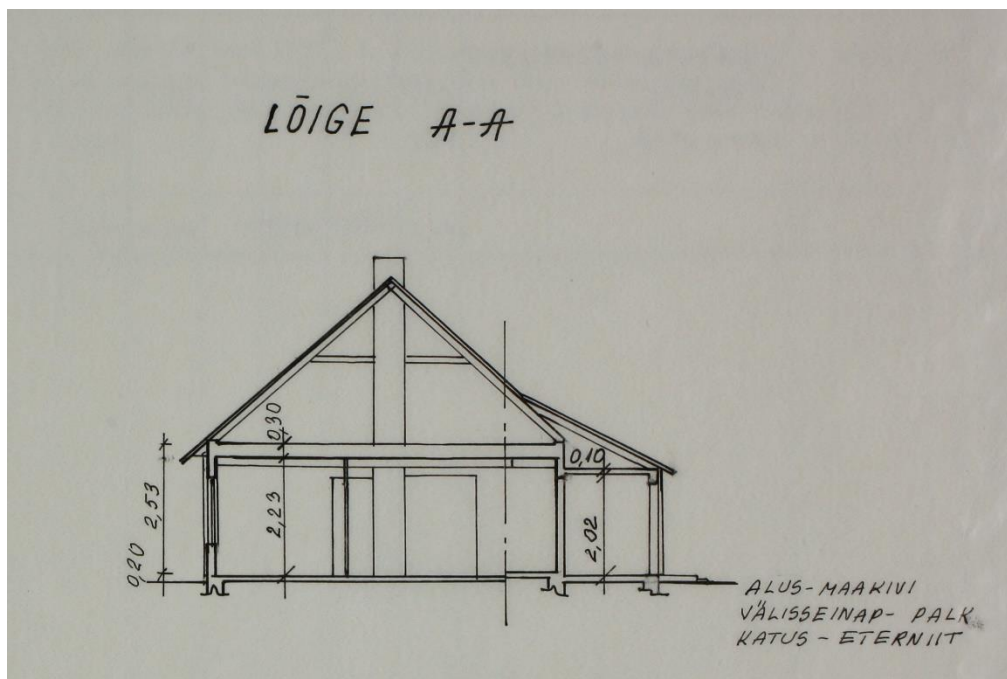 LÕIGE A-A
0,30
0,10
2,53
2,23
2,02
0,20
ALUS-MAAKIVI
VÄLISSEINAD- PALK
KATUS - ETERNIIT